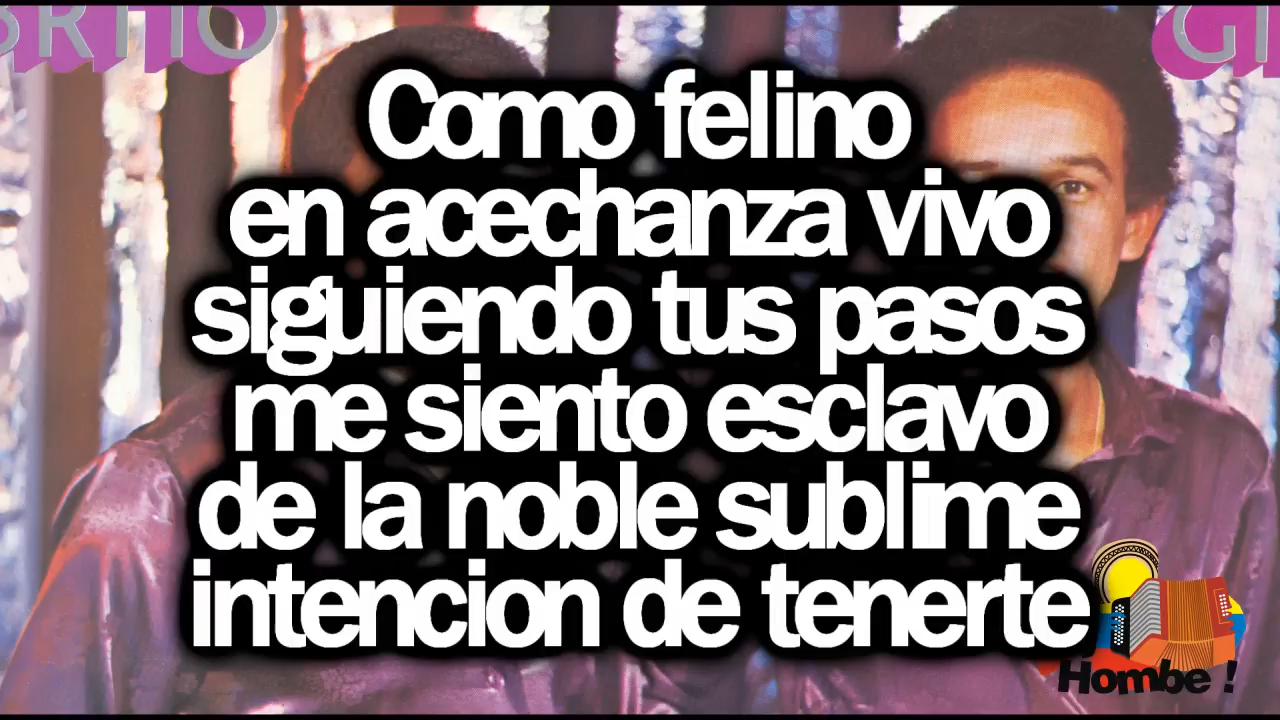 Como felino
en acechanza vivo
siguiendo tus pasos
me siento esclavo
de la noble sublime
intencion de tenerte
Hombe !